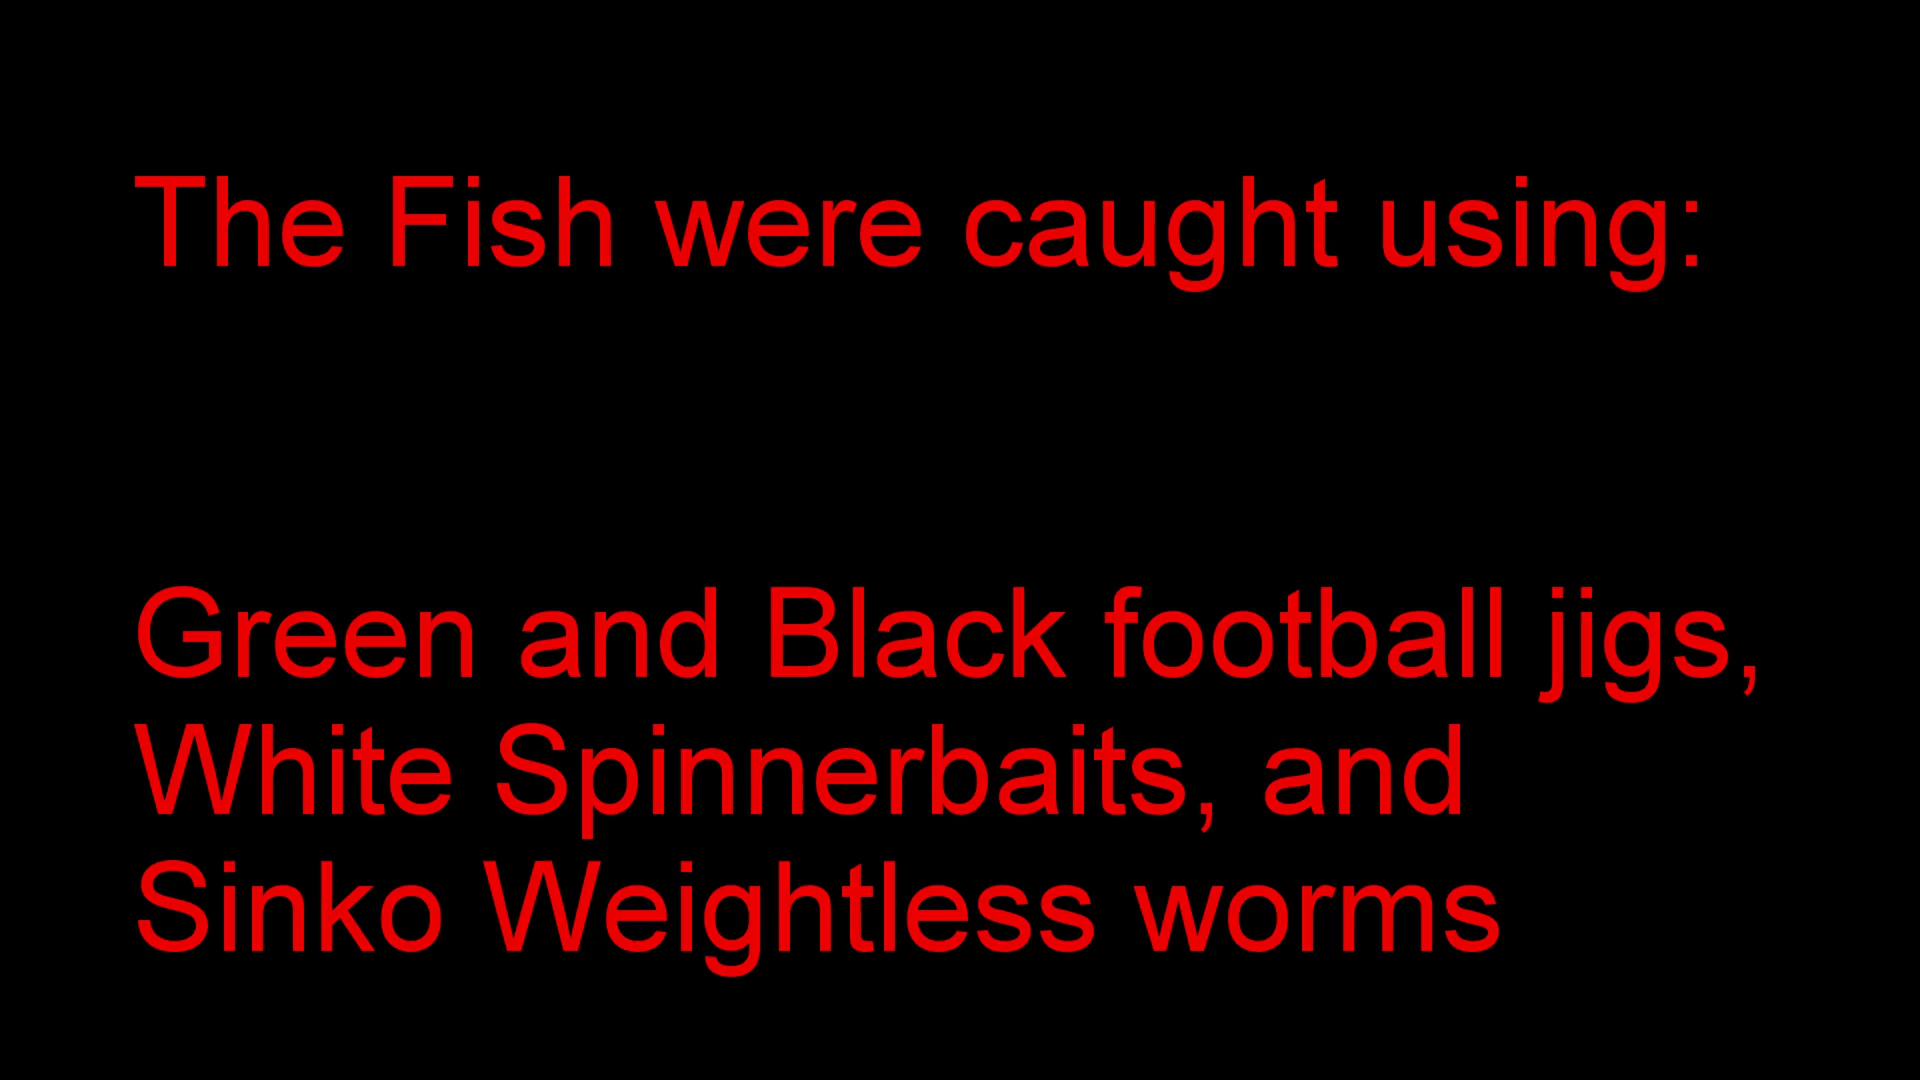 The Fish were caught using:
Green and Black football jigs,
White Spinnerbaits, and
Sinko Weightless worms